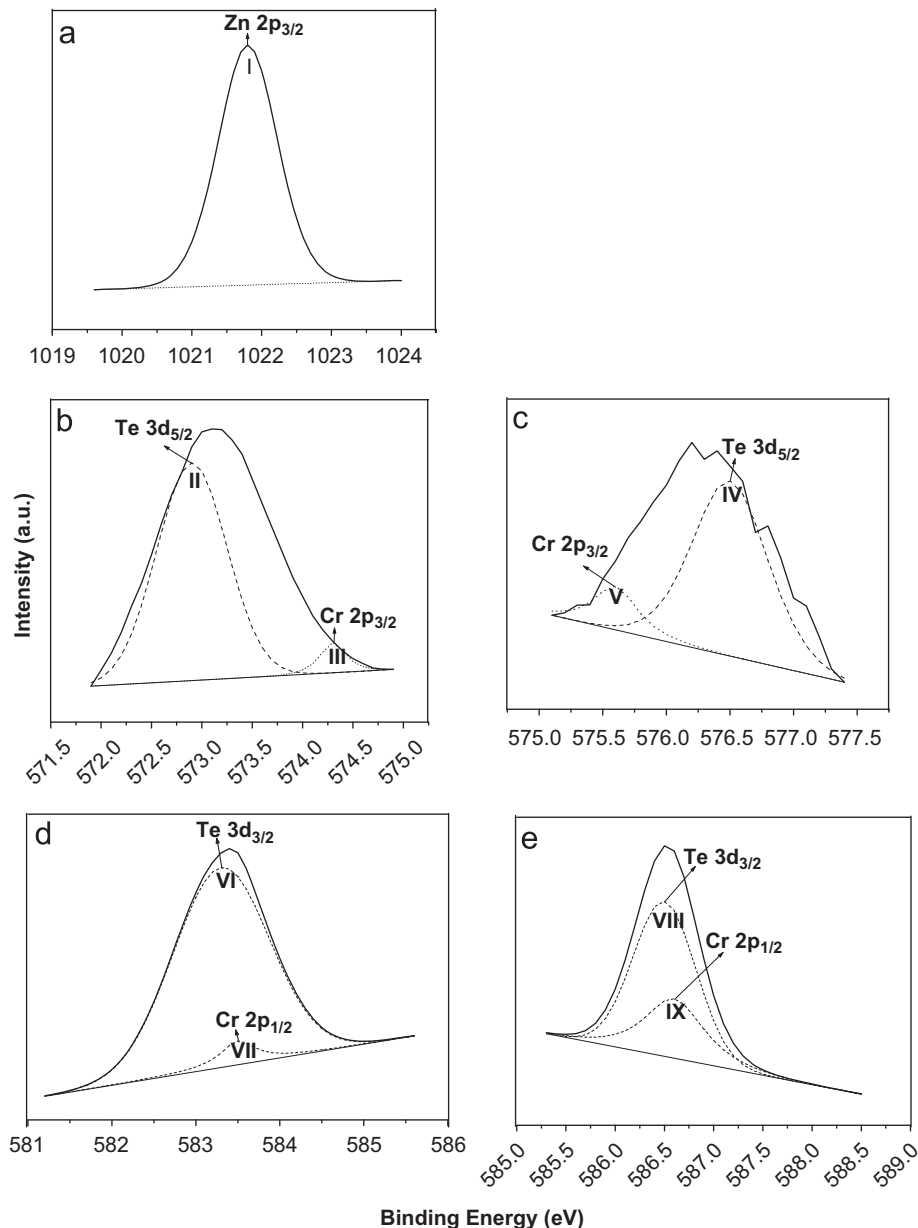 a
Zn 2p3/2
I
1019 1020 1021 1022 1023 1024
b
Te 3d5/2
II
Cr 2p3/2
III
571.5 572.0 572.5 573.0 573.5 574.0 574.5 575.0
c
Te 3d5/2
IV
Cr 2p3/2
V
575.0 575.5 576.0 576.5 577.0 577.5
Intensity (a.u.)
d
Te 3d3/2
VI
Cr 2p1/2
VII
581 582 583 584 585 586
e
Te 3d3/2
VIII
Cr 2p1/2
IX
585.0 585.5 586.0 586.5 587.0 587.5 588.0 588.5 589.0
Binding Energy (eV)